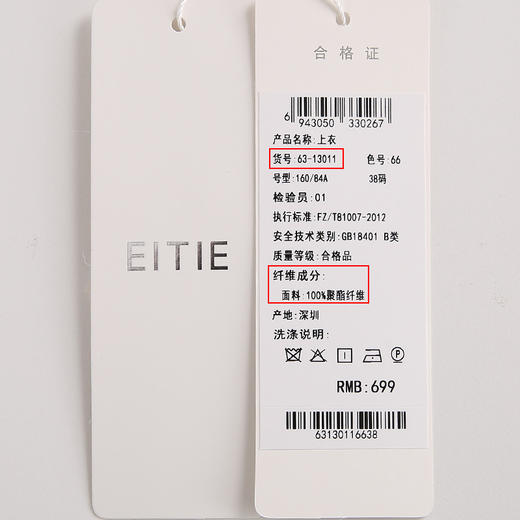 EITIE
合格证
6 943050 330267
产品名称:上衣
货号:63-13011 色号:66
号型:160/84A 38码
检验员:01
执行标准:FZ/T81007-2012
安全技术类别:GB18401 B类
质量等级:合格品
纤维成分:
面料:100%聚酯纤维
产地:深圳
洗涤说明:
RMB:699
63130116638